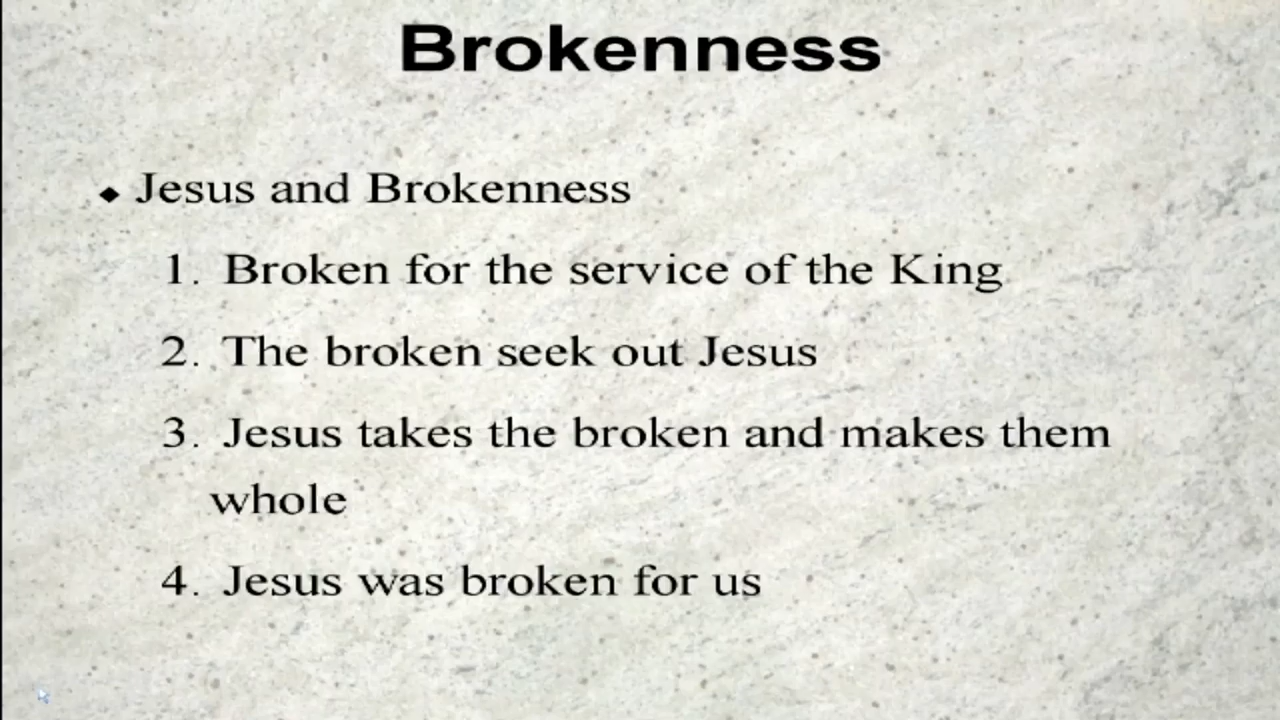 Brokenness
◆ Jesus and Brokenness
1. Broken for the service of the King
2. The broken seek out Jesus
3. Jesus takes the broken and makes them
whole
4. Jesus was broken for us